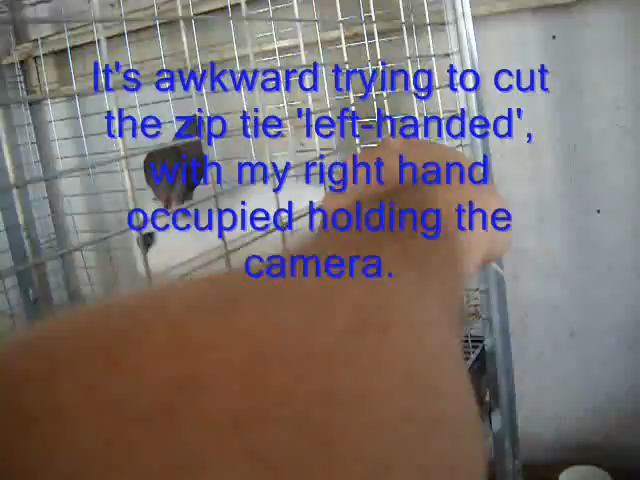 It's awkward trying to cut
the zip tie 'left-handed',
with my right hand
occupied holding the
camera.